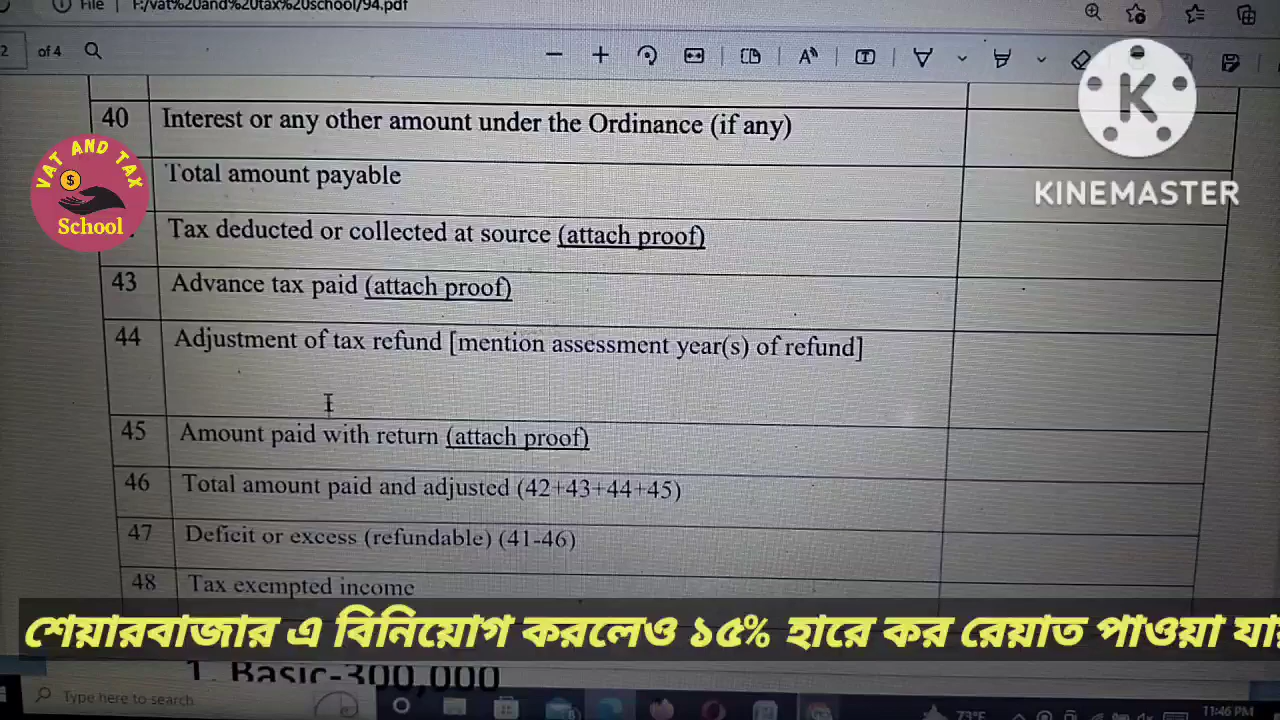 File
F:/vat%20and%20tax%20school/94.pdf
2 of 4
40 Interest or any other amount under the Ordinance (if any)
KINEMASTER
VAT AND TAX
$
School
Total amount payable
Tax deducted or collected at source (attach proof)
43 Advance tax paid (attach proof)
44 Adjustment of tax refund [mention assessment year(s) of refund]
45 Amount paid with return (attach proof)
46 Total amount paid and adjusted (42+43+44+45)
47 Deficit or excess (refundable) (41-46)
48 Tax exempted income
শেয়ারবাজার এ বিনিয়োগ করলেও ১৫% হারে কর রেয়াত পাওয়া
1. Basic-300,000
Type here to search
73°F
11:46 PM